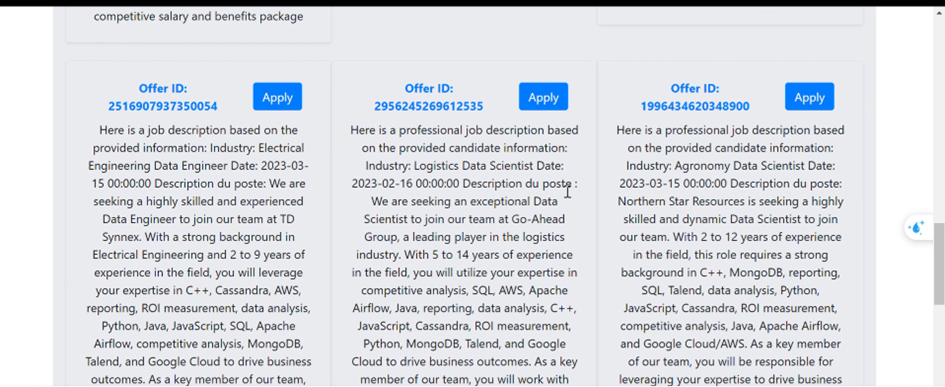 competitive salary and benefits package
Offer ID:
2516907937350054
Apply
Here is a job description based on the
provided information: Industry: Electrical
Engineering Data Engineer Date: 2023-03-
15 00:00:00 Description du poste: We are
seeking a highly skilled and experienced
Data Engineer to join our team at TD
Synnex. With a strong background in
Electrical Engineering and 2 to 9 years of
experience in the field, you will leverage
your expertise in C++, Cassandra, AWS,
reporting, ROI measurement, data analysis,
Python, Java, JavaScript, SQL, Apache
Airflow, competitive analysis, MongoDB,
Talend, and Google Cloud to drive business
outcomes. As a key member of our team,
Offer ID:
2956245269612535
Apply
Here is a professional job description based
on the provided candidate information:
Industry: Logistics Data Scientist Date:
2023-02-16 00:00:00 Description du poste :
We are seeking an exceptional Data
Scientist to join our team at Go-Ahead
Group, a leading player in the logistics
industry. With 5 to 14 years of experience
in the field, you will utilize your expertise in
competitive analysis, SQL, AWS, Apache
Airflow, Java, reporting, data analysis, C++,
JavaScript, Cassandra, ROI measurement,
Python, MongoDB, Talend, and Google
Cloud to drive business outcomes. As a key
member of our team, you will work with
Offer ID:
1996434620348900
Apply
Here is a professional job description based
on the provided candidate information:
Industry: Agronomy Data Scientist Date:
2023-03-15 00:00:00 Description du poste:
Northern Star Resources is seeking a highly
skilled and dynamic Data Scientist to join
our team. With 2 to 12 years of experience
in the field, this role requires a strong
background in C++, MongoDB, reporting,
SQL, Talend, data analysis, Python,
JavaScript, Cassandra, ROI measurement,
competitive analysis, Java, Apache Airflow,
and Google Cloud/AWS. As a key member
of our team, you will be responsible for
leveraging your expertise to drive business